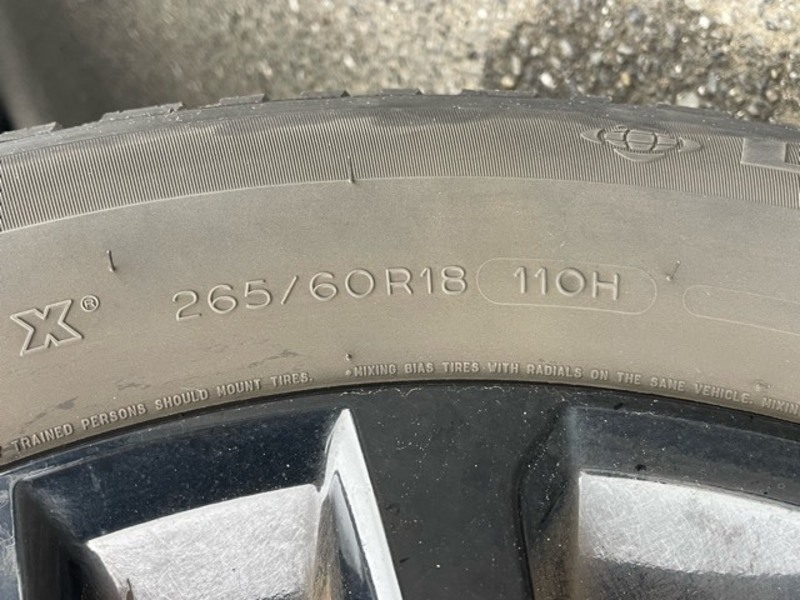 X® 265/60R18 110H
TRAINED PERSONS SHOULD MOUNT TIRES. •MIXING BIAS TIRES WITH RADIALS ON THE SAME VEHICLE.